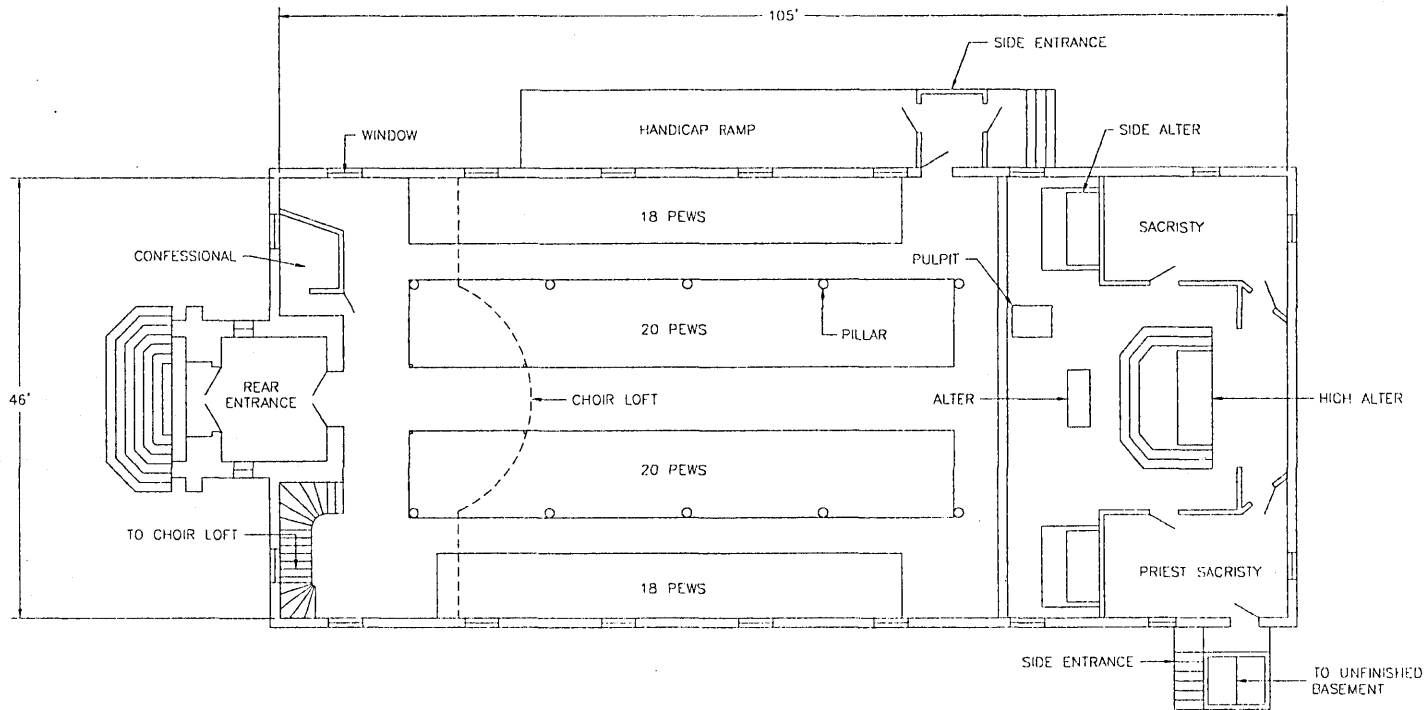 105'
SIDE ENTRANCE
WINDOW
HANDICAP RAMP
SIDE ALTER
18 PEWS
SACRISTY
CONFESSIONAL
PULPIT
20 PEWS
PILLAR
REAR
ENTRANCE
46'
CHOIR LOFT
ALTER
HIGH ALTER
20 PEWS
TO CHOIR LOFT
18 PEWS
PRIEST SACRISTY
SIDE ENTRANCE
TO UNFINISHED
BASEMENT